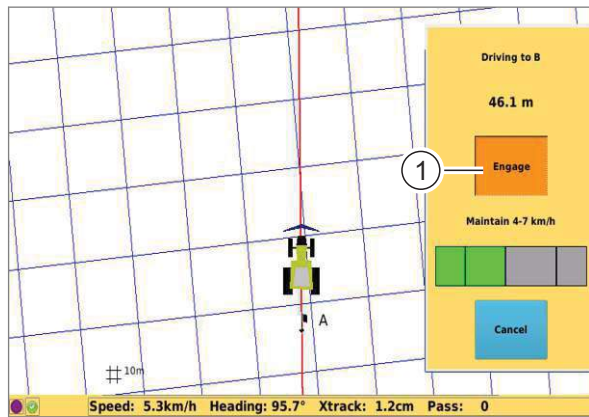 Driving to B
46.1 m
1
Engage
Maintain 4-7 km/h
A
Cancel
10m
Speed: 5.3km/h Heading: 95.7° Xtrack: 1.2cm Pass: 0